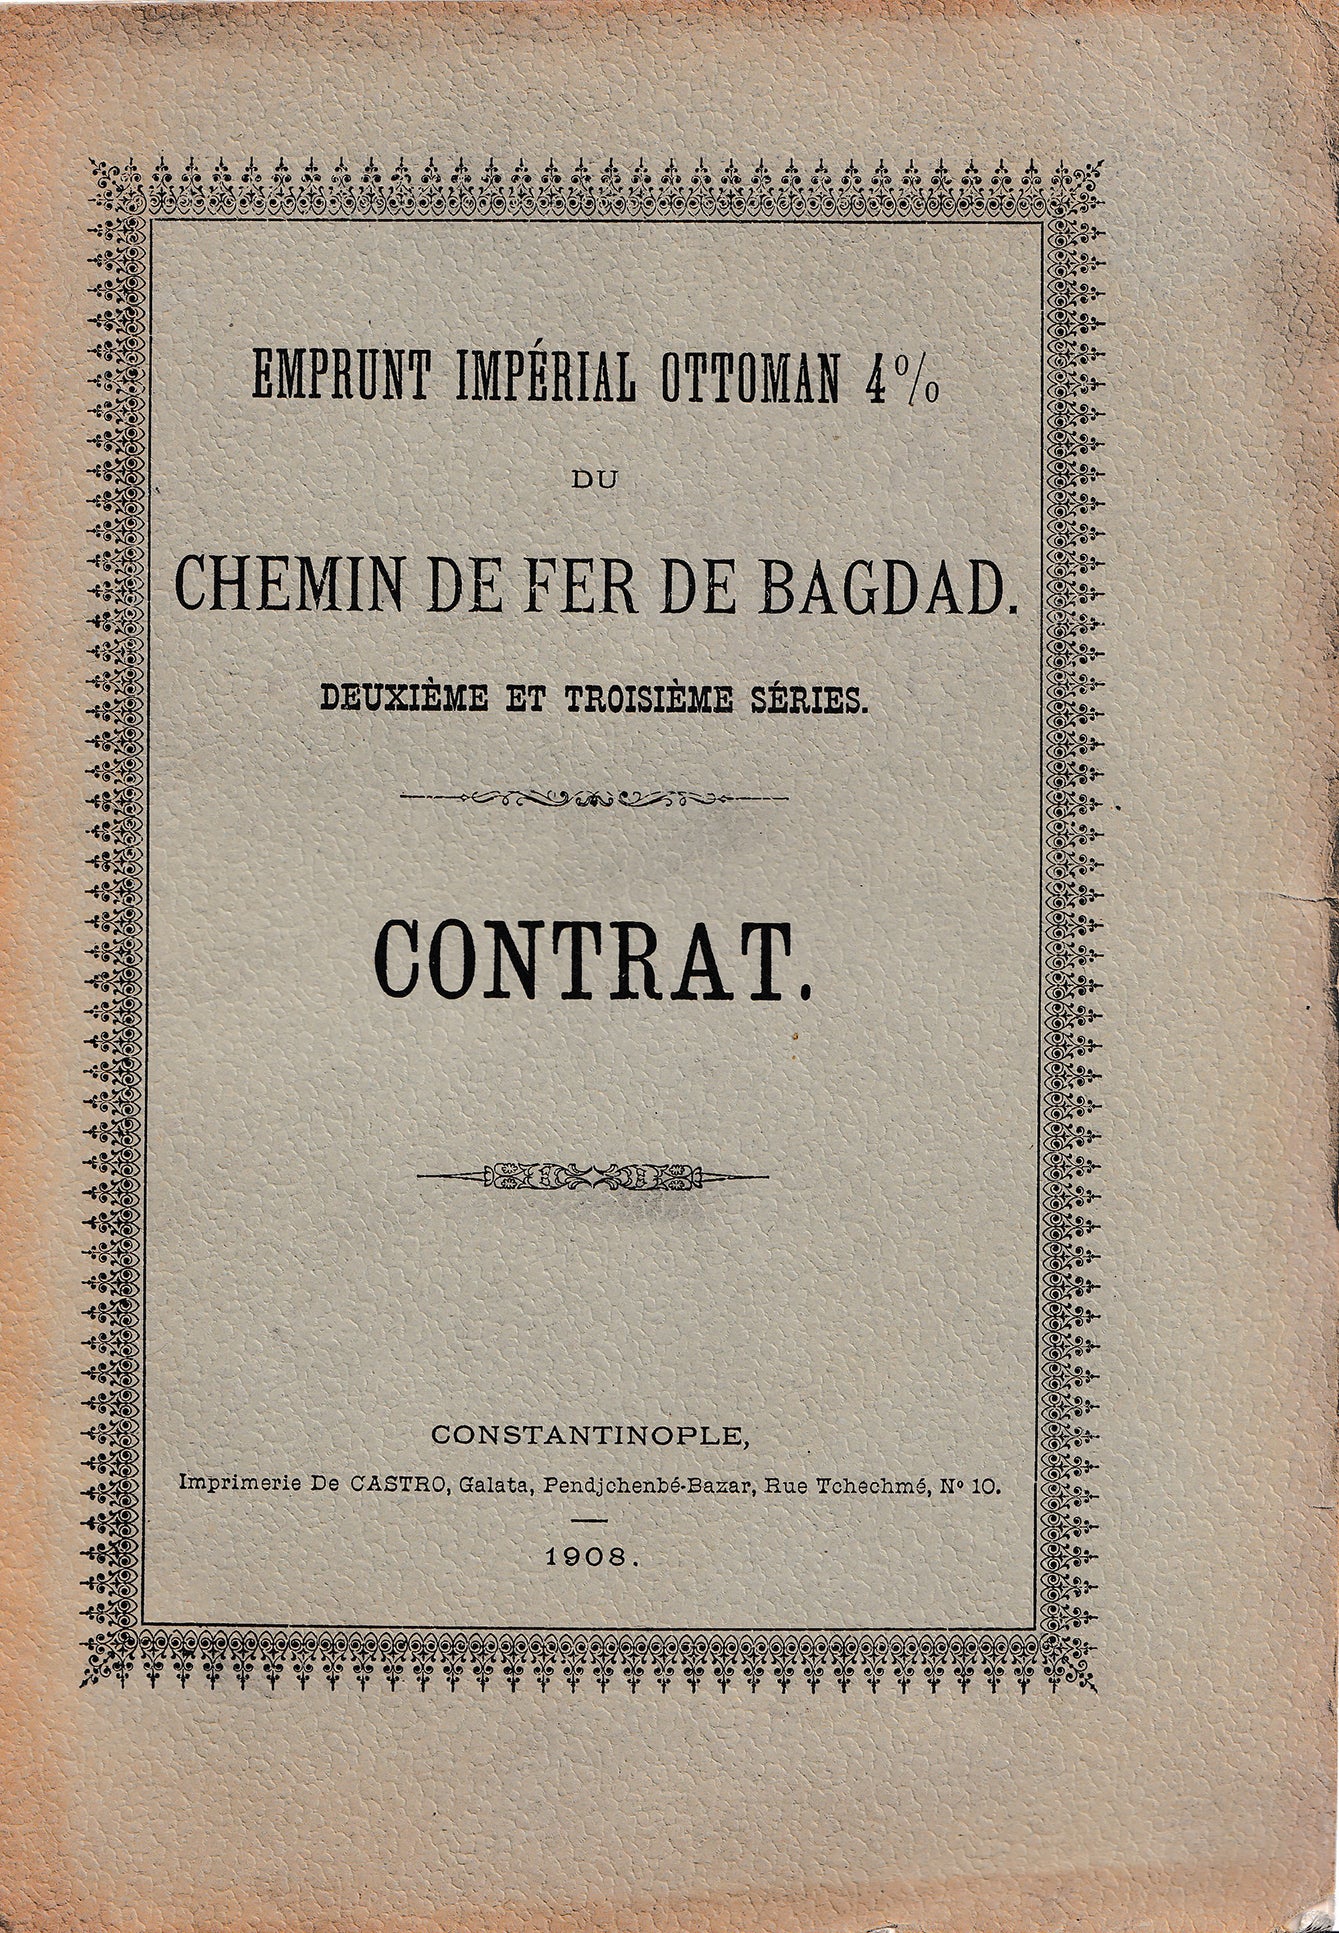 EMPRUNT IMPÉRIAL OTTOMAN 4%
DU
CHEMIN DE FER DE BAGDAD.
DEUXIÈME ET TROISIÈME SÉRIES.
CONTRAT.
CONSTANTINOPLE,
Imprimerie De CASTRO, Galata, Pendjchenbé-Bazar, Rue Tchechmé, Nº 10.
1908.